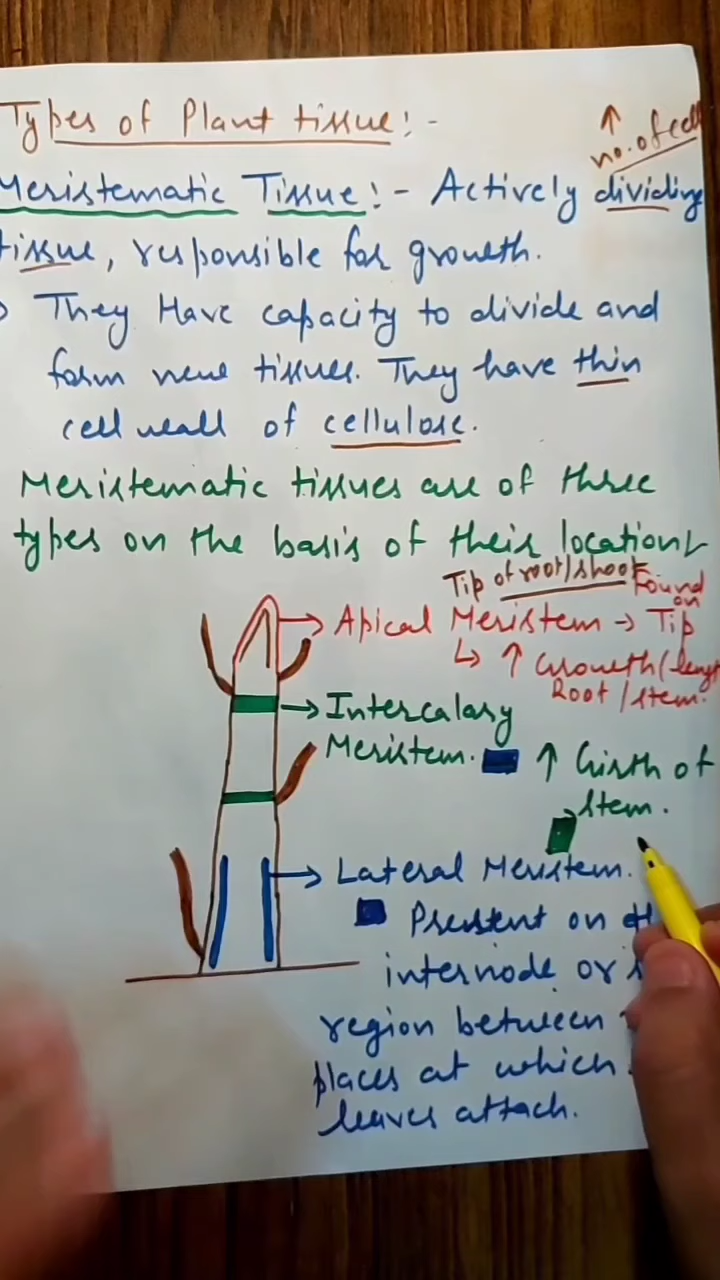 Types of Plant tissue:-
↑
no. of cell
Meristematic Tissue:- Actively dividing
tissue, responsible for growth.
They Have capacity to divide and
form new tissues. They have thin
cell wall of cellulose.
Meristematic tissues are of three
types on the basis of their location
Tip of root/shoot
Found
on
Apical Meristem → Tip
↳ ↑ Growth (length
Root / stem.
Intercalary
Meristem.
↑ Girth of
stem.
Lateral Meristem.
Present on
internode or
region between
places at which
leaves attach.